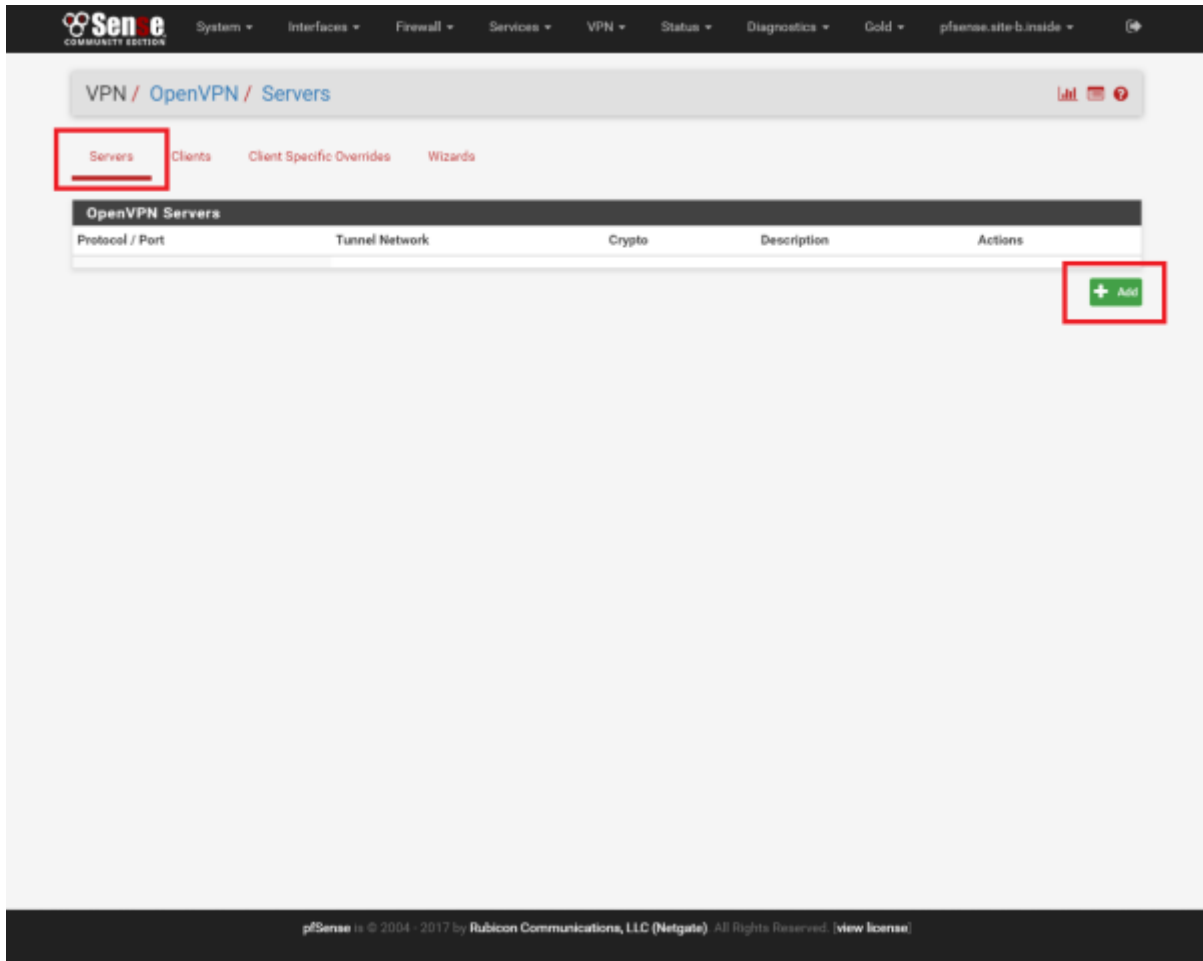 Sense
COMMUNITY EDITION
System Interfaces Firewall Services VPN Status Diagnostics Gold pfsense.site-b.inside
VPN / OpenVPN / Servers
Servers Clients Client Specific Overrides Wizards
OpenVPN Servers
Protocol / Port Tunnel Network Crypto Description Actions
+ Add
pfSense is © 2004 - 2017 by Rubicon Communications, LLC (Netgate). All Rights Reserved. [view license]